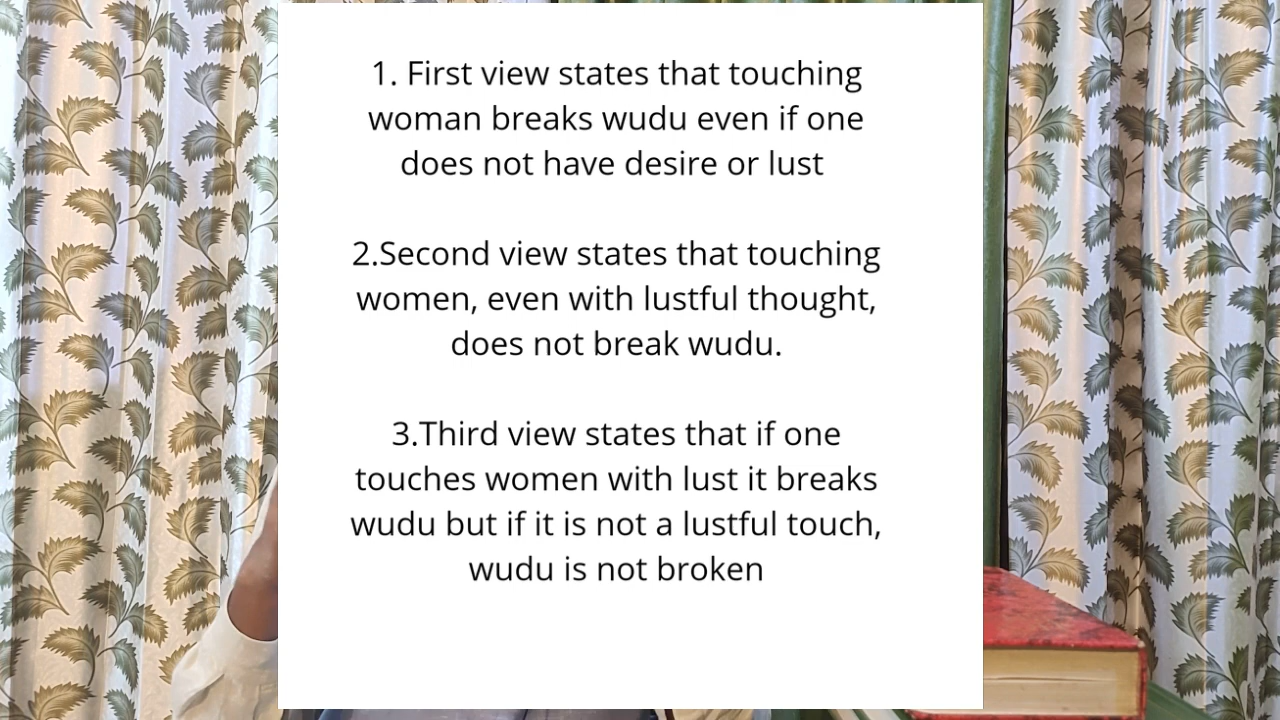 1. First view states that touching
woman breaks wudu even if one
does not have desire or lust
2.Second view states that touching
women, even with lustful thought,
does not break wudu.
3.Third view states that if one
touches women with lust it breaks
wudu but if it is not a lustful touch,
wudu is not broken